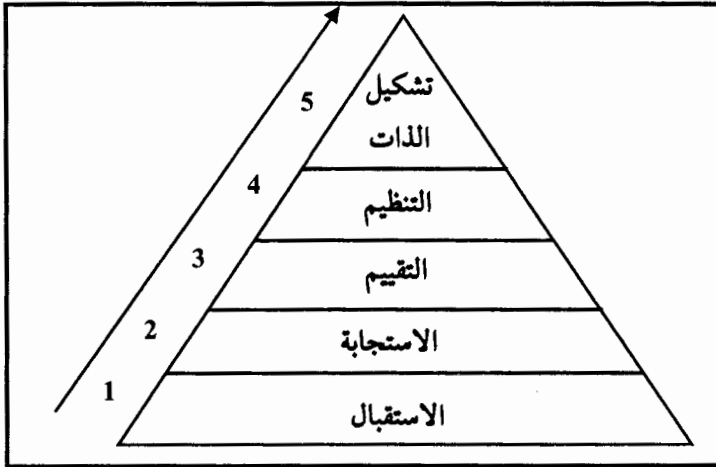 5
تشكيل
الذات
4
التنظيم
3
التقييم
2
الاستجابة
1
الاستقبال